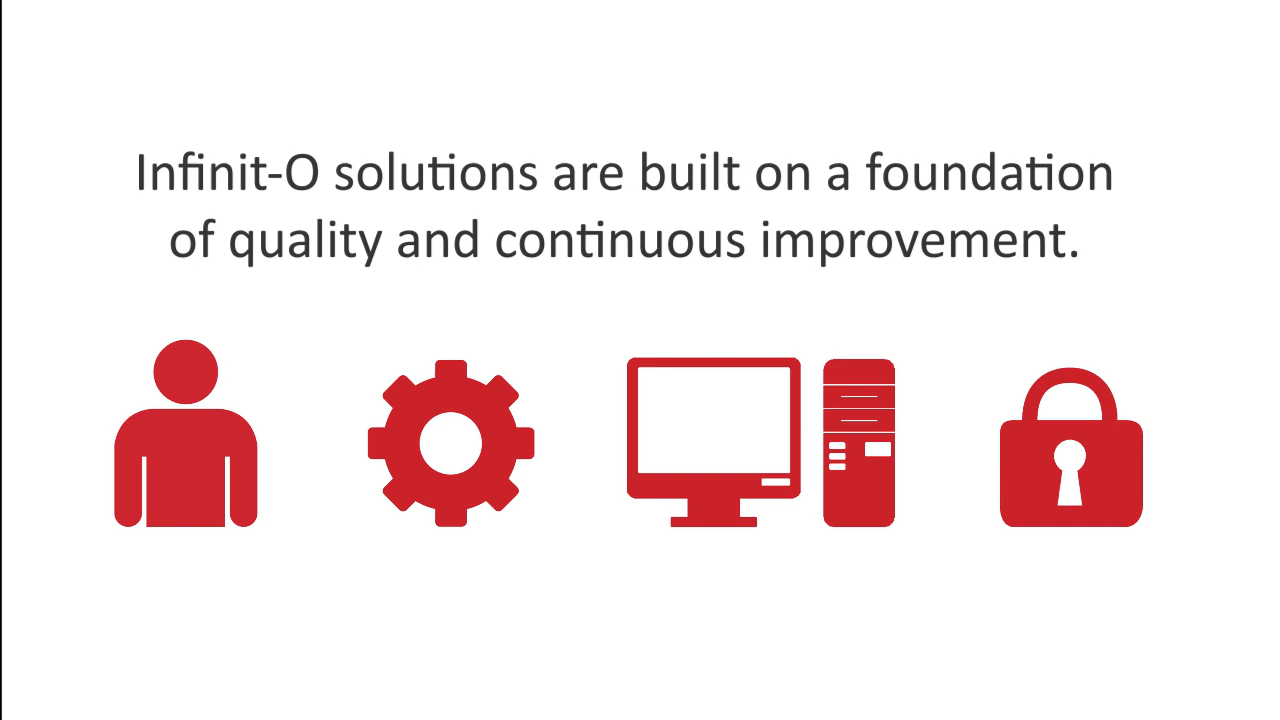 Infinit-O solutions are built on a foundation
of quality and continuous improvement.